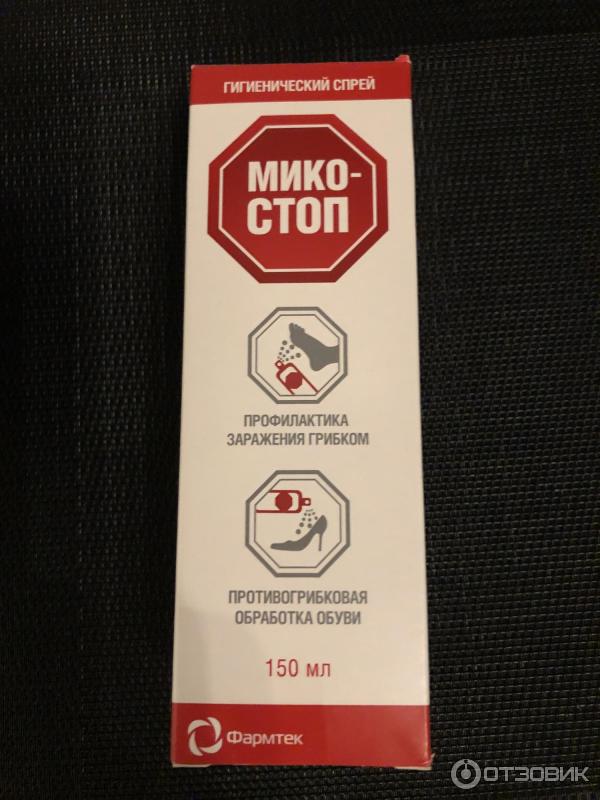 ГИГИЕНИЧЕСКИЙ СПРЕЙ
МИКО-
СТОП
ПРОФИЛАКТИКА
ЗАРАЖЕНИЯ ГРИБКОМ
ПРОТИВОГРИБКОВАЯ
ОБРАБОТКА ОБУВИ
150 мл
Фармтек
ОТЗОВИК